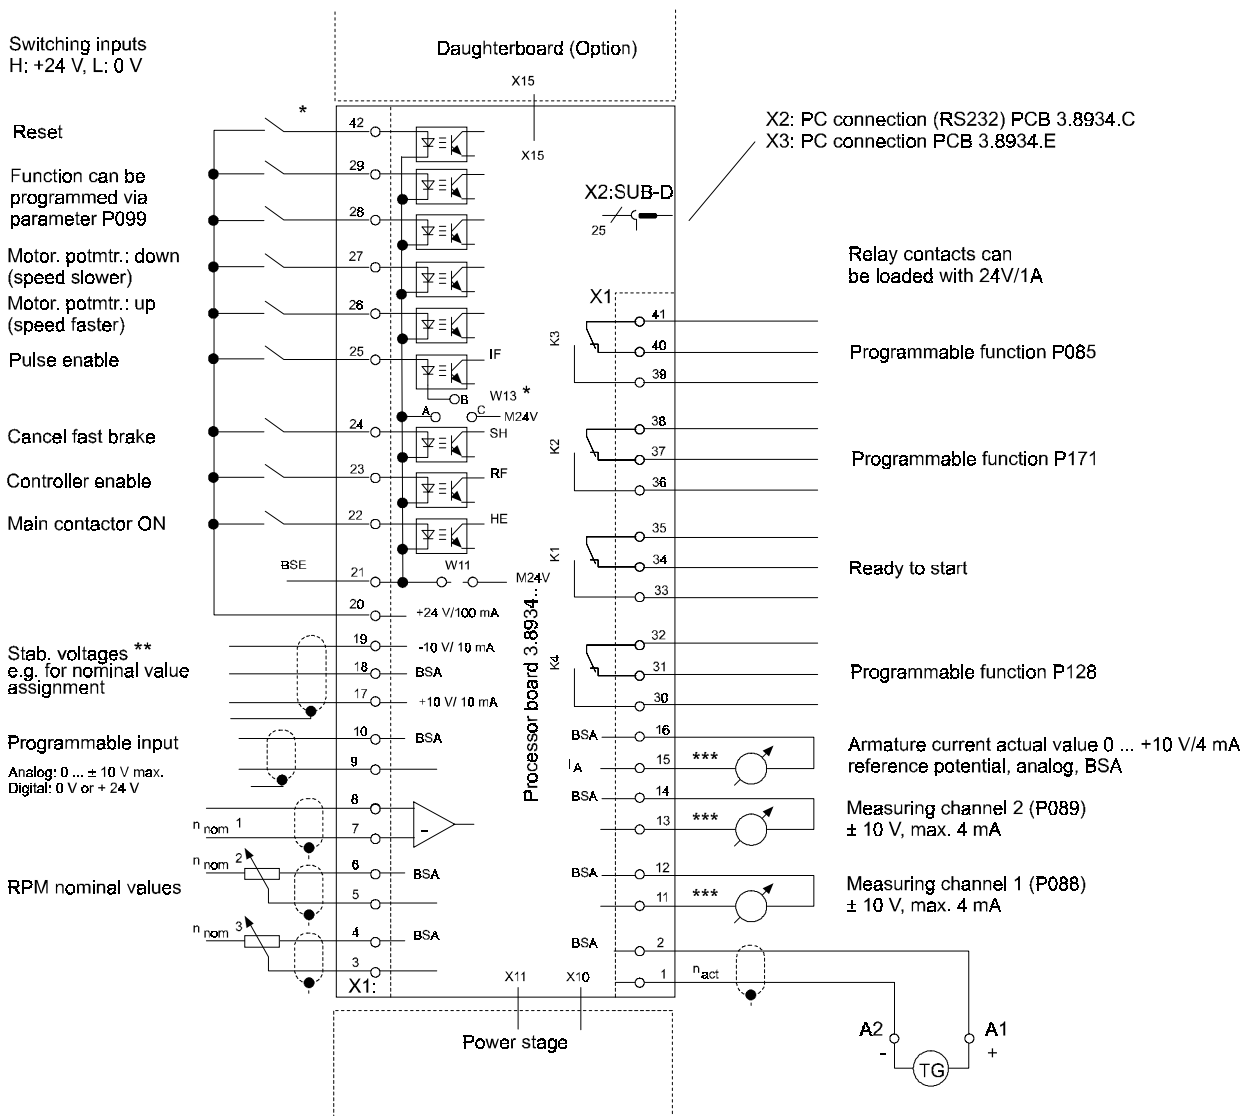 Switching inputs
H: +24 V, L: 0 V
Daughterboard (Option)
X15
X15
X2: PC connection (RS232) PCB 3.8934.C
X3: PC connection PCB 3.8934.E
X2:SUB-D
25
Relay contacts can
be loaded with 24V/1A
*
Reset
42
Function can be
programmed via
parameter P099
29
28
Motor. potmtr.: down
(speed slower)
27
Motor. potmtr.: up
(speed faster)
26
Pulse enable
25
IF
B
W13 *
A
C
M24V
Cancel fast brake
24
SH
Controller enable
23
RF
Main contactor ON
22
HE
BSE
21
W11
M24V
20
+24 V/100 mA
Stab. voltages **
e.g. for nominal value
assignment
19
-10 V/ 10 mA
18
BSA
17
+10 V/ 10 mA
Programmable input
Analog: 0 ... ± 10 V max.
Digital: 0 V or + 24 V
10
BSA
9
8
n nom 1
7
-
RPM nominal values
n nom 2
6
BSA
5
n nom 3
4
BSA
3
X1:
Processor board 3.8934...
X1
K3
41
40
39
Programmable function P085
K2
38
37
36
Programmable function P171
K1
35
34
33
Ready to start
K4
32
31
30
Programmable function P128
BSA
16
IA
15
***
Armature current actual value 0 ... +10 V/4 mA
reference potential, analog, BSA
BSA
14
13
***
Measuring channel 2 (P089)
± 10 V, max. 4 mA
BSA
12
11
***
Measuring channel 1 (P088)
± 10 V, max. 4 mA
BSA
2
1
n act
X11
X10
Power stage
A2
-
A1
+
TG